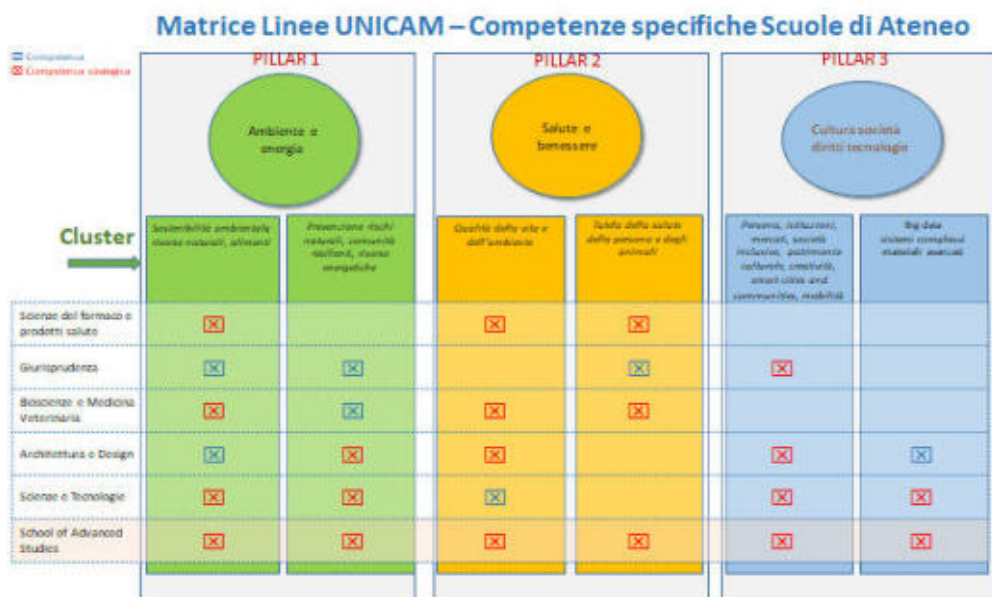 Matrice Linee UNICAM – Competenze specifiche Scuole di Ateneo
Competenza
Competenza strategica
PILLAR 1
PILLAR 2
PILLAR 3
Ambiente e
energia
Salute e
benessere
Cultura società
diritti tecnologie
Cluster
Sostenibilità ambientale,
risorse naturali, alimenti
Prevenzione rischi
naturali, comunità
resilienti, risorse
energetiche
Qualità della vita e
dell'ambiente
Tutela della salute
della persona e degli
animali
Persona, istituzioni,
mercati, società
inclusive, patrimonio
culturale, creatività,
smart cities and
communities, mobilità
Big data
sistemi complessi
materiali avanzati
Scienze del farmaco e
prodotti salute
Giurisprudenza
Bioscienze e Medicina
Veterinaria
Architettura e Design
Scienze e Tecnologie
School of Advanced
Studies